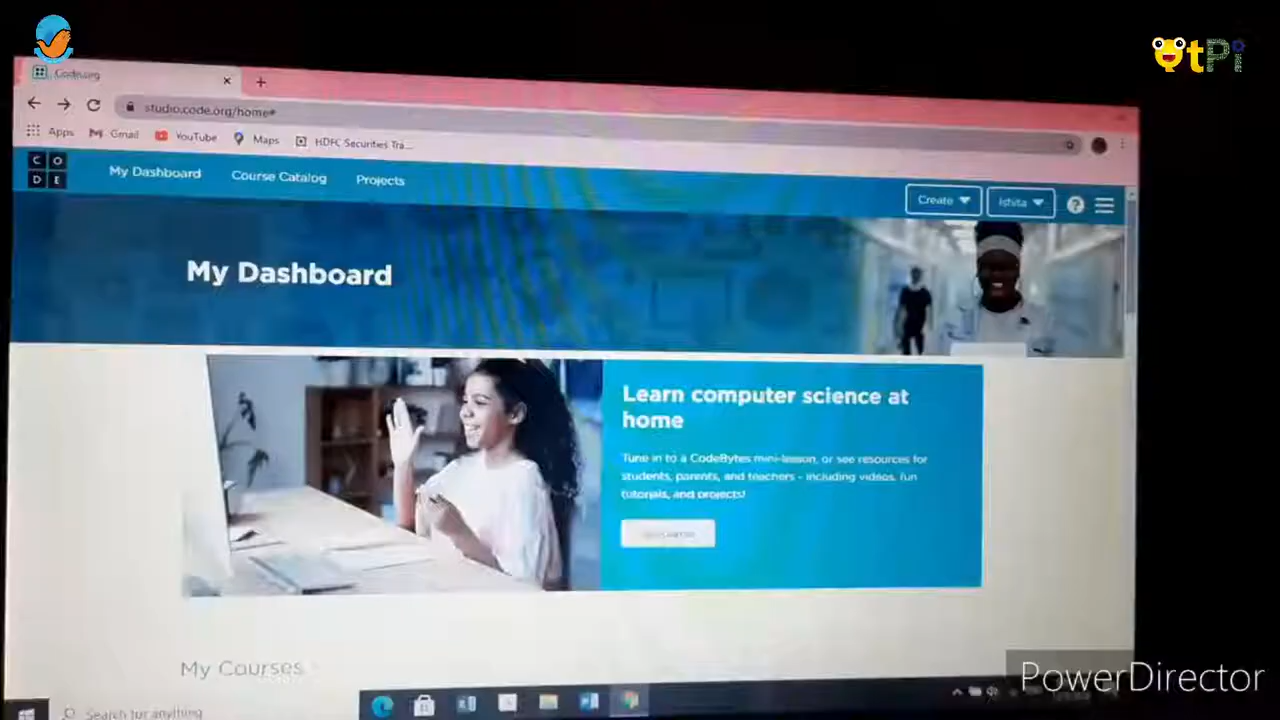 QtPi
Code.org
studio.code.org/home#
Apps Gmail YouTube Maps HDFC Securities Tra...
CODE
My Dashboard Course Catalog Projects
Create Ishita ?
My Dashboard
Learn computer science at
home
Tune in to a CodeBytes mini-lesson, or see resources for
students, parents, and teachers - including videos, fun
tutorials, and projects!
My Courses
Search for anything
PowerDirector